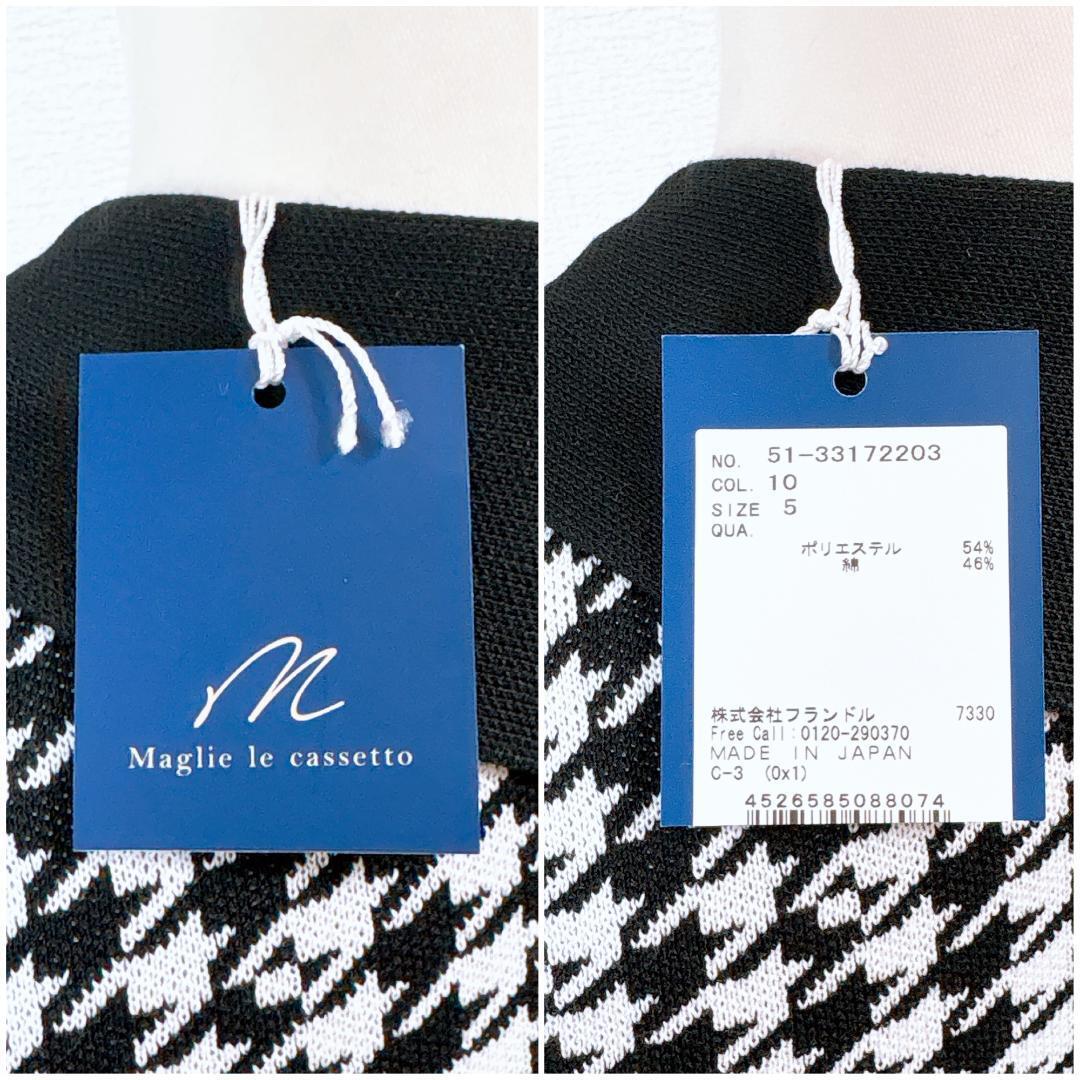 M
Maglie le cassetto
NO. 51-33172203
COL. 10
SIZE 5
QUA.
ポリエステル 54%
綿 46%
株式会社フランドル 7330
Free Call:0120-290370
MADE IN JAPAN
C-3 (0x1)
4526585088074